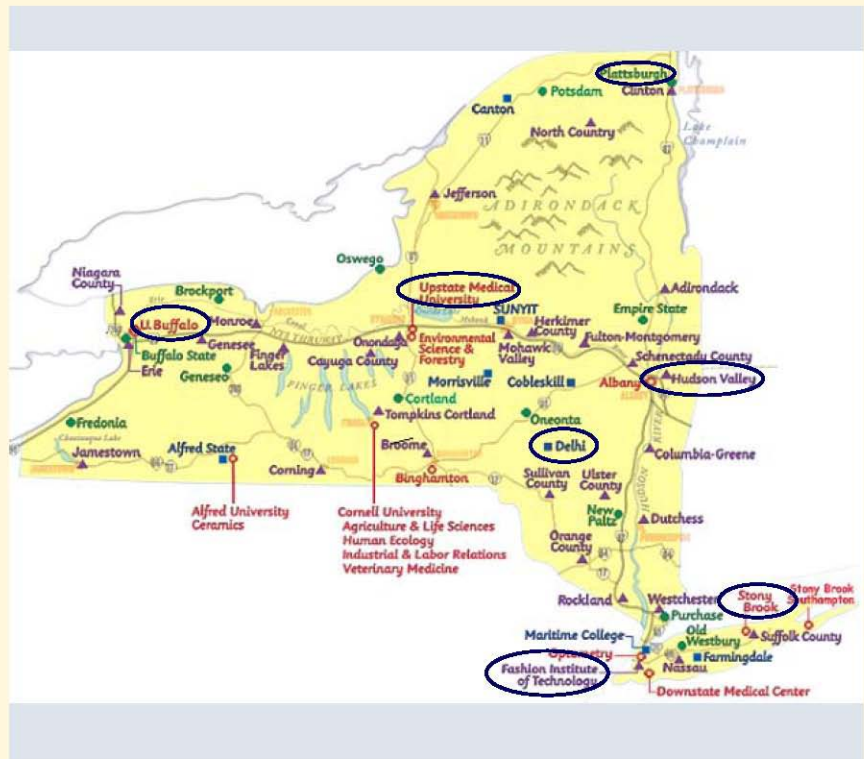 Plattsburgh
Potsdam
Clinton
Canton
North Country
Lake
Champlain
Jefferson
ADIRONDACK
MOUNTAINS
Oswego
Niagara
County
Brockport
Upstate Medical
University
Adirondack
SUNYIT
Empire State
U. Buffalo
Monroe
THRUWAY
Mohawk
Herkimer
County
Fulton-Montgomery
Buffalo State
Genesee
Finger
Lakes
Onondaga
Environmental
Science &
Forestry
Mohawk
Valley
Schenectady County
Erie
Cayuga County
Geneseo
FINGER LAKES
Morrisville
Cobleskill
Albany
Hudson Valley
Cortland
Tompkins Cortland
Oneonta
Fredonia
Chautauqua Lake
Jamestown
Alfred State
Corning
Broome
Binghamton
Delhi
HUDSON
RIVER
Columbia-Greene
Sullivan
County
Ulster
County
Alfred University
Ceramics
Cornell University
Agriculture & Life Sciences
Human Ecology
Industrial & Labor Relations
Veterinary Medicine
New
Paltz
Dutchess
Orange
County
Rockland
Westchester
Stony
Brook
Stony Brook
Southampton
Purchase
Maritime College
Old
Westbury
Suffolk County
Optometry
Fashion Institute
of Technology
Nassau
Farmingdale
Downstate Medical Center